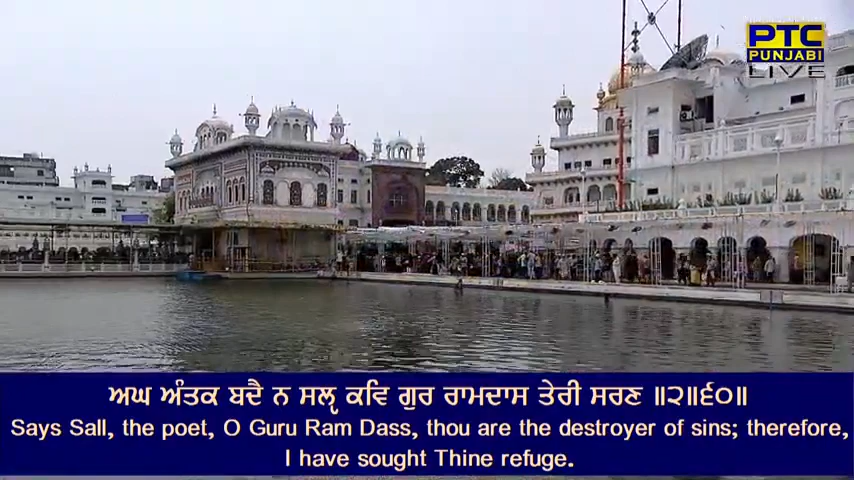 PTC
PUNJABI
LIVE
ਅਘ ਅੰਤਕ ਬਦੈ ਨ ਸਲੵ ਕਵਿ ਗੁਰ ਰਾਮਦਾਸ ਤੇਰੀ ਸਰਣ ॥੨॥੬੦॥
Says Sall, the poet, O Guru Ram Dass, thou are the destroyer of sins; therefore,
I have sought Thine refuge.